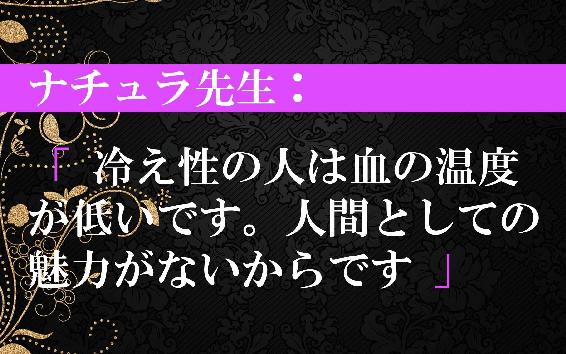 ナチュラ先生：
「 冷え性の人は血の温度
が低いです。人間としての
魅力がないからです 」